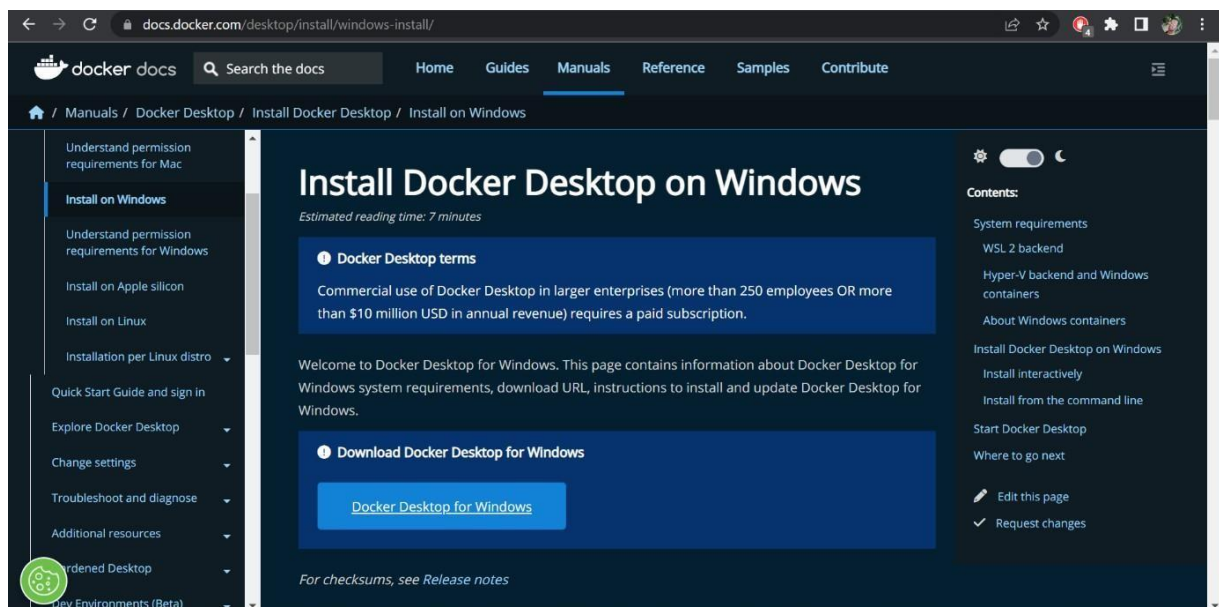 docs.docker.com/desktop/install/windows-install/
4
docker docs
Search the docs
Home
Guides
Manuals
Reference
Samples
Contribute
/ Manuals / Docker Desktop / Install Docker Desktop / Install on Windows
Understand permission
requirements for Mac
Install on Windows
Understand permission
requirements for Windows
Install on Apple silicon
Install on Linux
Installation per Linux distro
Quick Start Guide and sign in
Explore Docker Desktop
Change settings
Troubleshoot and diagnose
Additional resources
rdened Desktop
Dev Environments (Beta)
Install Docker Desktop on Windows
Estimated reading time: 7 minutes
Docker Desktop terms
Commercial use of Docker Desktop in larger enterprises (more than 250 employees OR more
than $10 million USD in annual revenue) requires a paid subscription.
Welcome to Docker Desktop for Windows. This page contains information about Docker Desktop for
Windows system requirements, download URL, instructions to install and update Docker Desktop for
Windows.
Download Docker Desktop for Windows
Docker Desktop for Windows
For checksums, see Release notes
Contents:
System requirements
WSL 2 backend
Hyper-V backend and Windows
containers
About Windows containers
Install Docker Desktop on Windows
Install interactively
Install from the command line
Start Docker Desktop
Where to go next
Edit this page
Request changes